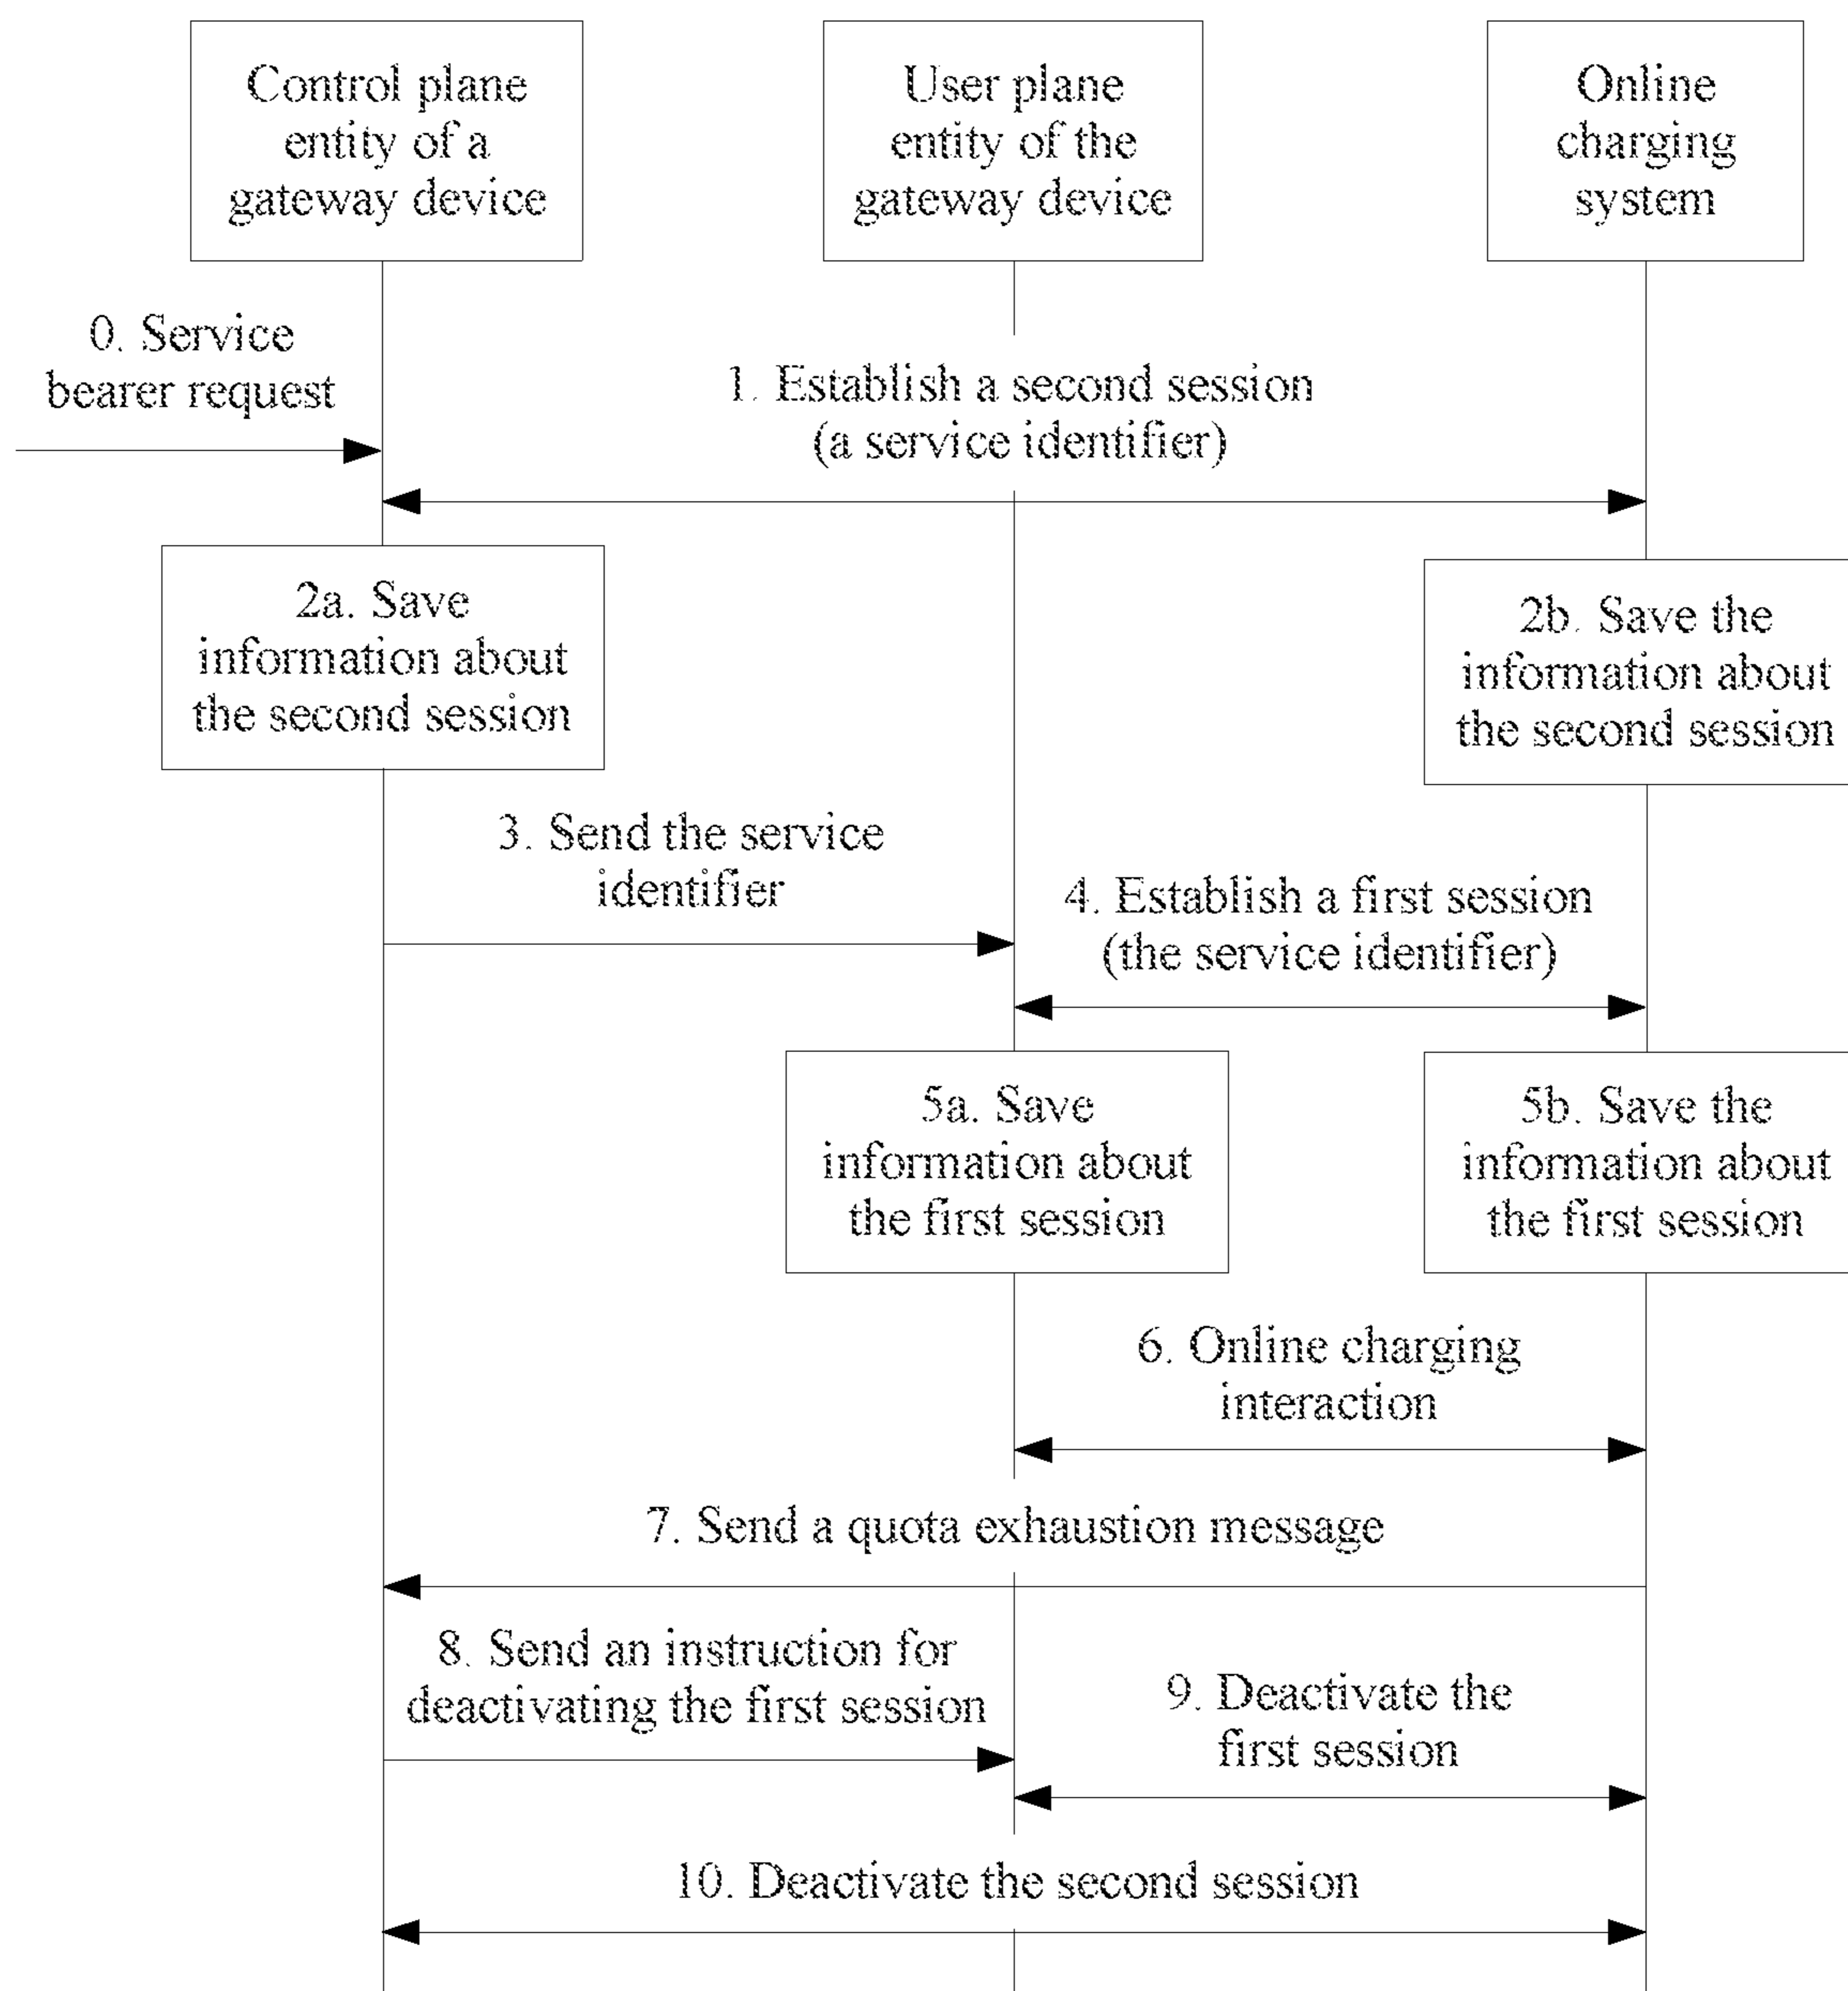 Control plane
entity of a
gateway device
User plane
entity of the
gateway device
Online
charging
system
0. Service
bearer request
1. Establish a second session
(a service identifier)
2a. Save
information about
the second session
2b. Save the
information about
the second session
3. Send the service
identifier
4. Establish a first session
(the service identifier)
5a. Save
information about
the first session
5b. Save the
information about
the first session
6. Online charging
interaction
7. Send a quota exhaustion message
8. Send an instruction for
deactivating the first session
9. Deactivate the
first session
10. Deactivate the second session